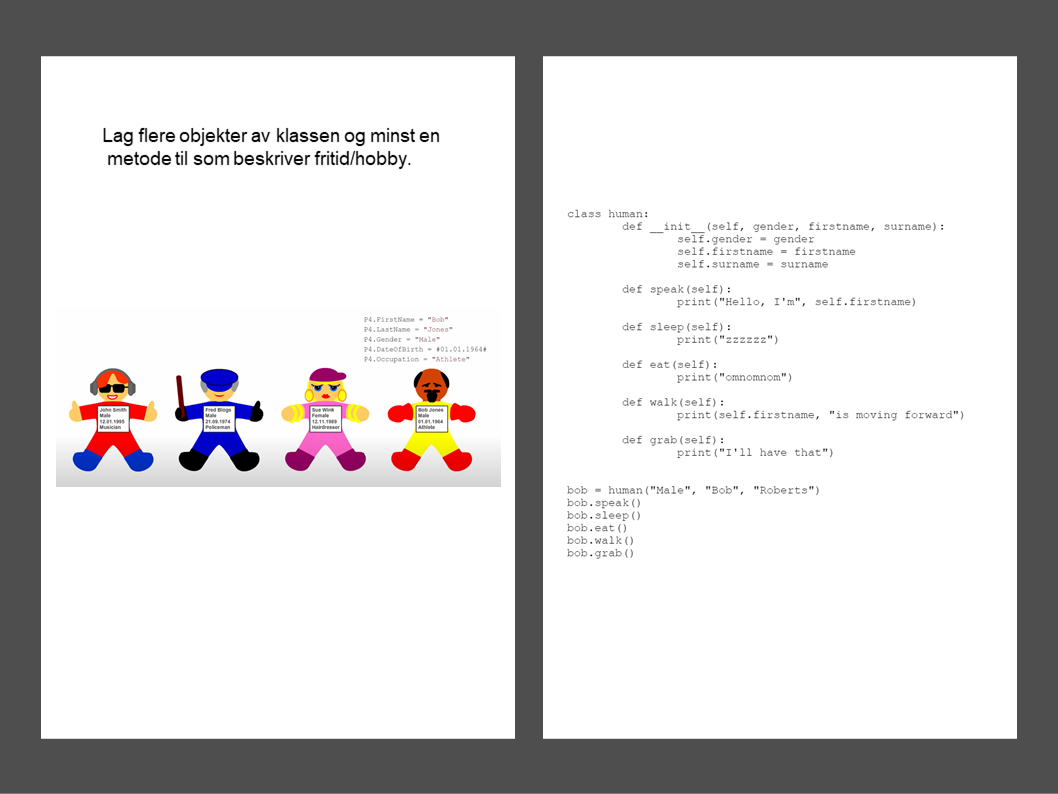 Lag flere objekter av klassen og minst en
metode til som beskriver fritid/hobby.
P4.FirstName = "Bob"
P4.LastName = "Jones"
P4.Gender = "Male"
P4.DateOfBirth = #01.01.1964#
P4.Occupation = "Athlete"
John Smith
Male
12.01.1995
Musician
Fred Blogs
Male
21.09.1974
Policeman
Sue Wink
Female
12.11.1989
Hairdresser
Bob Jones
Male
01.01.1964
Athlete
class human:
def __init__(self, gender, firstname, surname):
self.gender = gender
self.firstname = firstname
self.surname = surname
def speak(self):
print("Hello, I'm", self.firstname)
def sleep(self):
print("zzzzzz")
def eat(self):
print("omnomnom")
def walk(self):
print(self.firstname, "is moving forward")
def grab(self):
print("I'll have that")
bob = human("Male", "Bob", "Roberts")
bob.speak()
bob.sleep()
bob.eat()
bob.walk()
bob.grab()